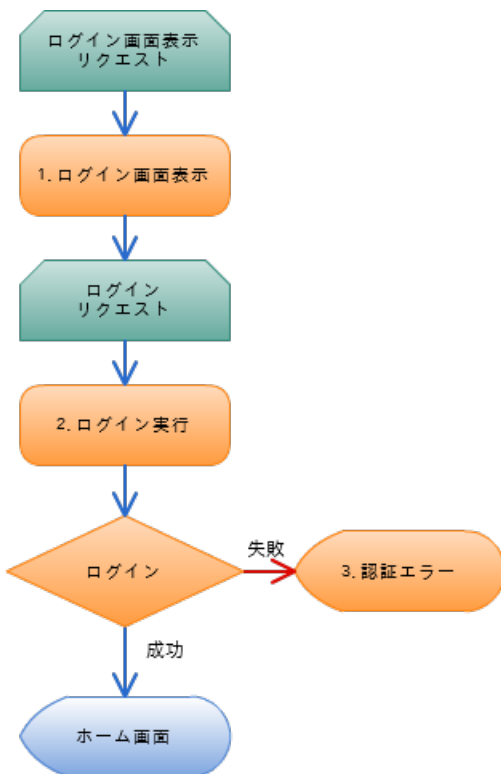 ログイン画面表示
リクエスト
1.ログイン画面表示
ログイン
リクエスト
2.ログイン実行
ログイン
失敗
3.認証エラー
成功
ホーム画面